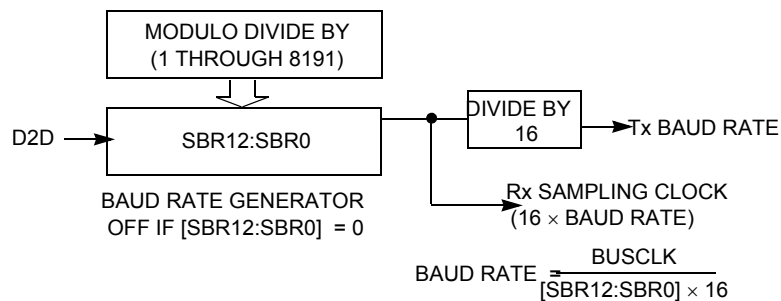 MODULO DIVIDE BY
(1 THROUGH 8191)
D2D
SBR12:SBR0
DIVIDE BY
16
Tx BAUD RATE
BAUD RATE GENERATOR
OFF IF [SBR12:SBR0] = 0
Rx SAMPLING CLOCK
(16 × BAUD RATE)
BAUD RATE =
BUSCLK
[SBR12:SBR0] × 16